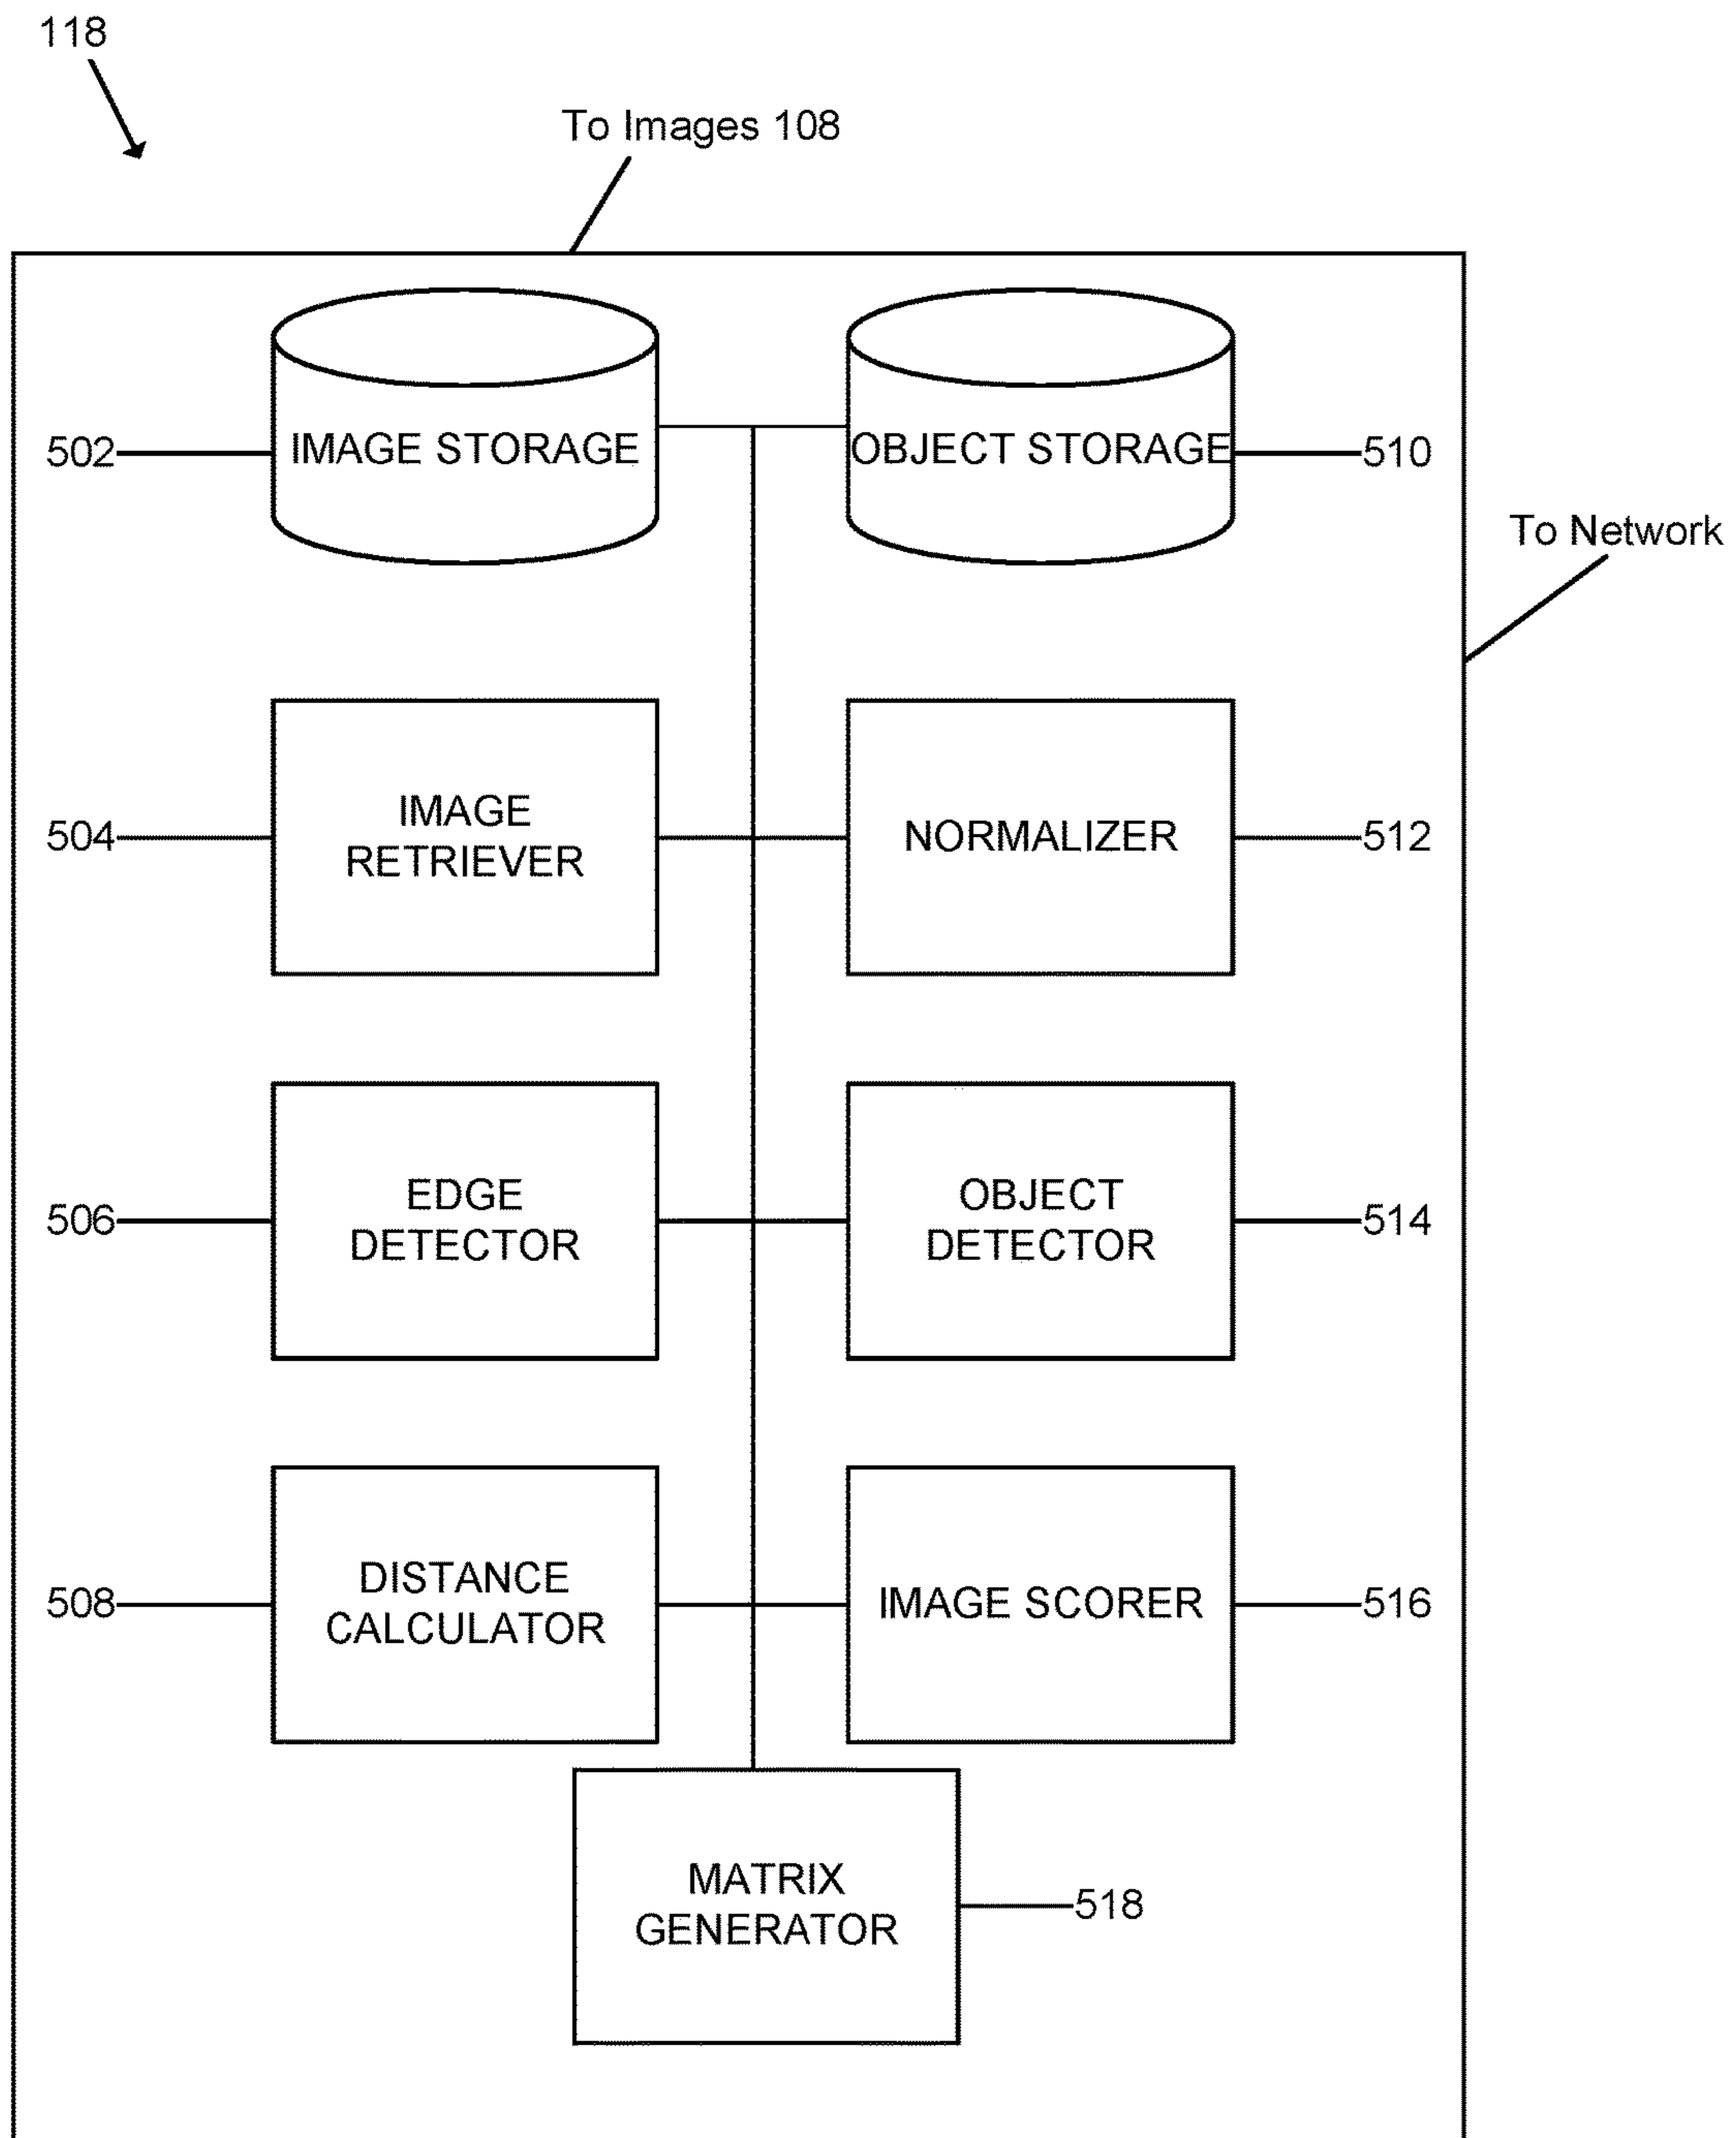 118
To Images 108
502
IMAGE STORAGE
OBJECT STORAGE
510
To Network
504
IMAGE
RETRIEVER
NORMALIZER
512
506
EDGE
DETECTOR
OBJECT
DETECTOR
514
508
DISTANCE
CALCULATOR
IMAGE SCORER
516
MATRIX
GENERATOR
518